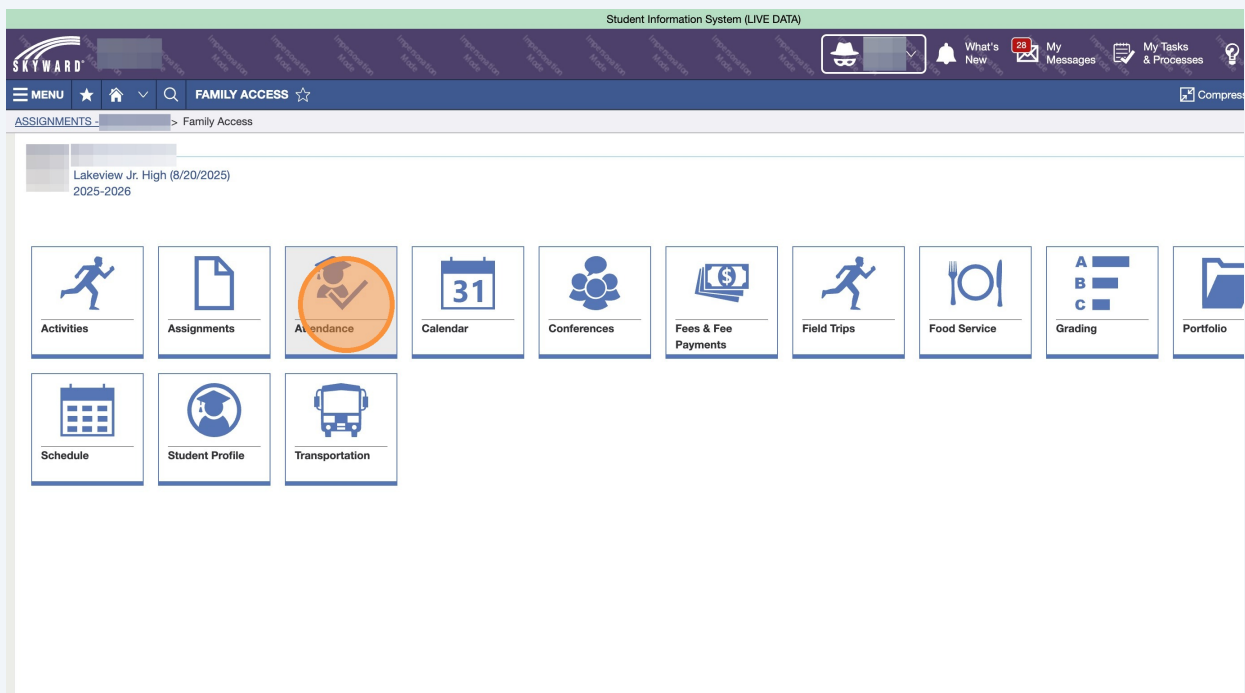 Student Information System (LIVE DATA)
SKYWARD
What's New
28
My Messages
My Tasks & Processes
MENU
FAMILY ACCESS
Compress
ASSIGNMENTS -
> Family Access
Lakeview Jr. High (8/20/2025)
2025-2026
31
A
B
C
Activities
Assignments
Attendance
Calendar
Conferences
Fees & Fee
Payments
Field Trips
Food Service
Grading
Portfolio
Schedule
Student Profile
Transportation